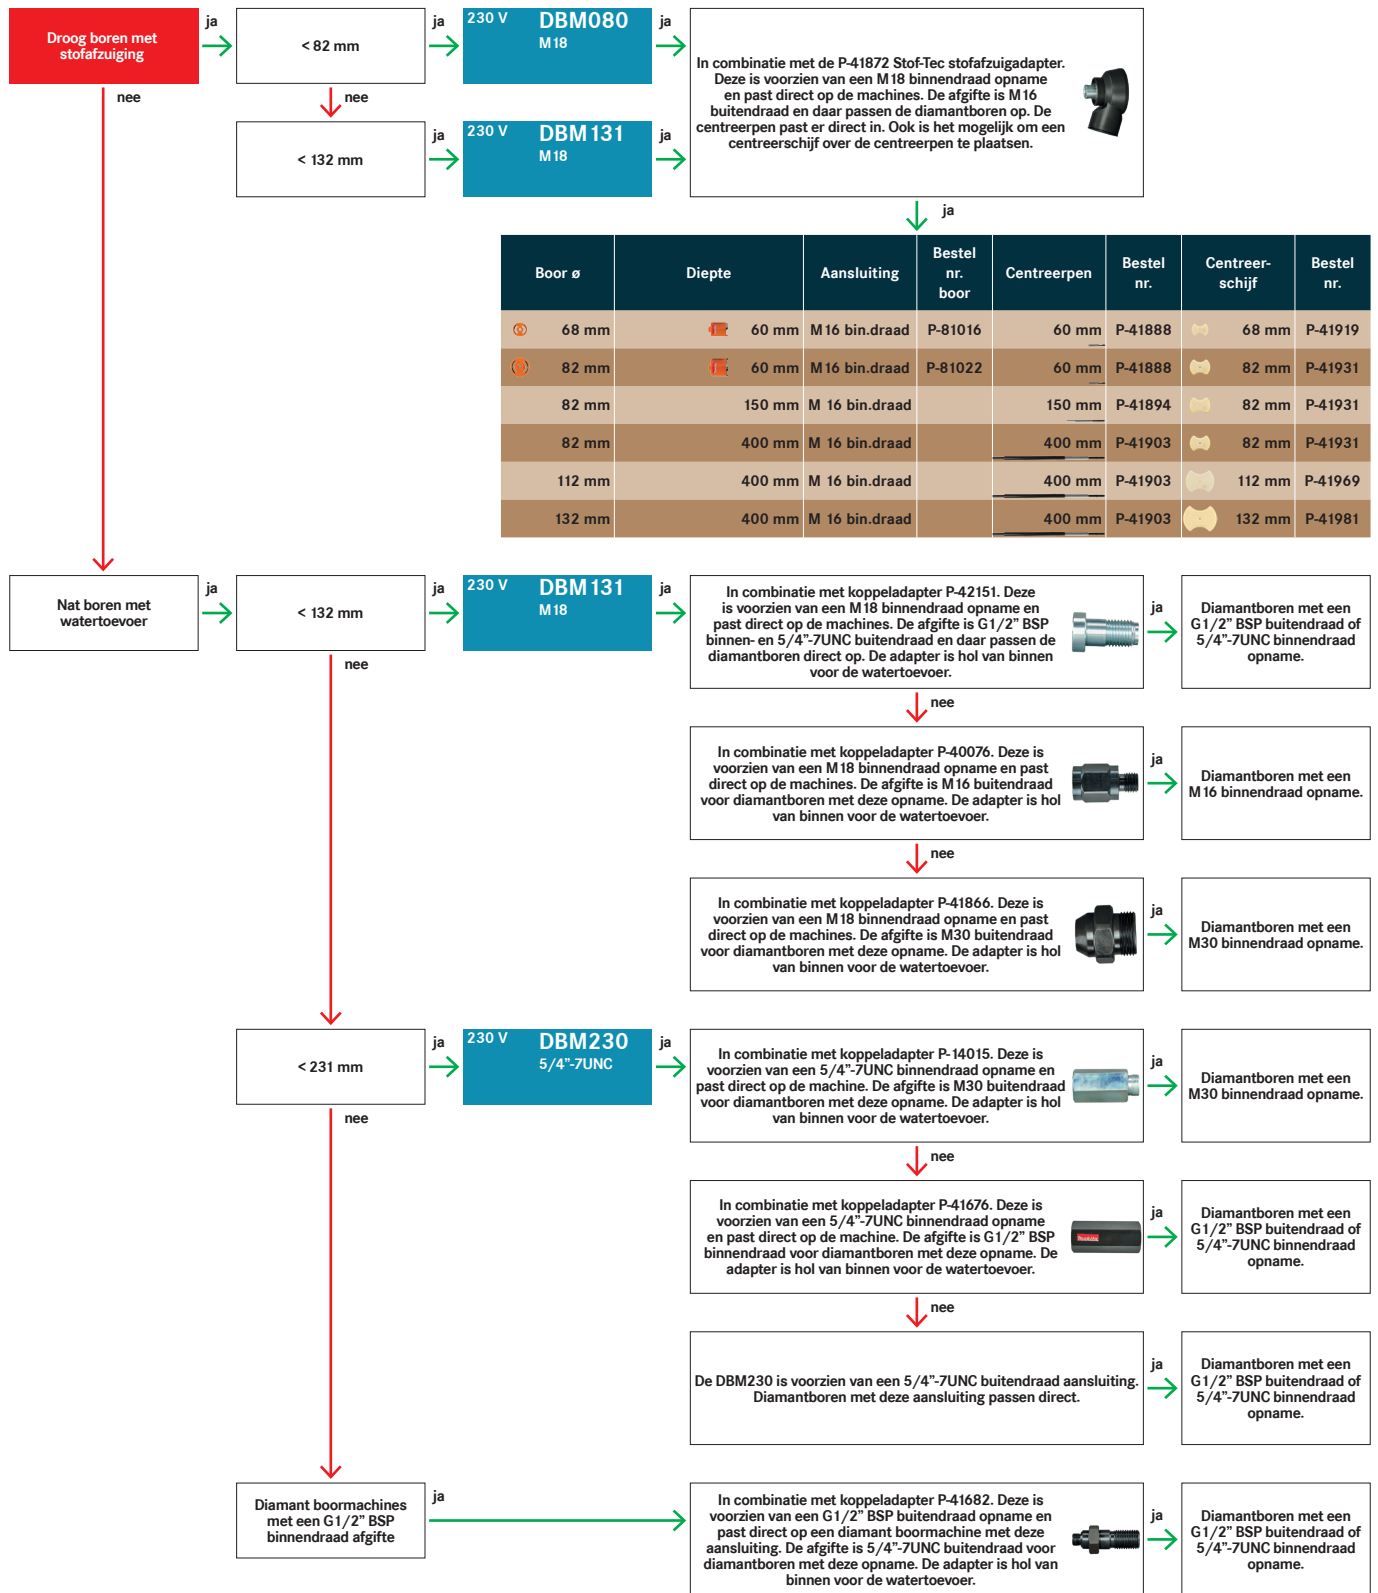 Droog boren met
stofafzuiging
ja
< 82 mm
ja
230 V DBM080
M18
ja
In combinatie met de P-41872 Stof-Tec stofafzuigadapter.
Deze is voorzien van een M18 binnendraad opname
en past direct op de machines. De afgifte is M16
buitendraad en daar passen de diamantboren op. De
centreerpen past er direct in. Ook is het mogelijk om een
centreerschijf over de centreerpen te plaatsen.
nee
nee
< 132 mm
ja
230 V DBM131
M18
ja
ja
Boor ø Diepte Aansluiting Bestel nr. boor Centreerpen Bestel nr. Centreer-schijf Bestel nr.
68 mm 60 mm M16 bin.draad P-81016 60 mm P-41888 68 mm P-41919
82 mm 60 mm M16 bin.draad P-81022 60 mm P-41888 82 mm P-41931
82 mm 150 mm M 16 bin.draad 150 mm P-41894 82 mm P-41931
82 mm 400 mm M 16 bin.draad 400 mm P-41903 82 mm P-41931
112 mm 400 mm M 16 bin.draad 400 mm P-41903 112 mm P-41969
132 mm 400 mm M 16 bin.draad 400 mm P-41903 132 mm P-41981
Nat boren met
watertoevoer
ja
< 132 mm
ja
230 V DBM131
M18
ja
In combinatie met koppeladapter P-42151. Deze
is voorzien van een M18 binnendraad opname en
past direct op de machines. De afgifte is G1/2” BSP
binnen- en 5/4”-7UNC buitendraad en daar passen de
diamantboren direct op. De adapter is hol van binnen
voor de watertoevoer.
ja
Diamantboren met een
G1/2” BSP buitendraad of
5/4”-7UNC binnendraad
opname.
nee
nee
In combinatie met koppeladapter P-40076. Deze is
voorzien van een M18 binnendraad opname en past
direct op de machines. De afgifte is M16 buitendraad
voor diamantboren met deze opname. De adapter is hol
van binnen voor de watertoevoer.
ja
Diamantboren met een
M16 binnendraad opname.
nee
In combinatie met koppeladapter P-41866. Deze is
voorzien van een M18 binnendraad opname en past
direct op de machines. De afgifte is M30 buitendraad
voor diamantboren met deze opname. De adapter is hol
van binnen voor de watertoevoer.
ja
Diamantboren met een
M30 binnendraad opname.
< 231 mm
ja
230 V DBM230
5/4”-7UNC
ja
In combinatie met koppeladapter P-14015. Deze is
voorzien van een 5/4”-7UNC binnendraad opname en
past direct op de machine. De afgifte is M30 buitendraad
voor diamantboren met deze opname. De adapter is hol
van binnen voor de watertoevoer.
ja
Diamantboren met een
M30 binnendraad opname.
nee
nee
In combinatie met koppeladapter P-41676. Deze is
voorzien van een 5/4”-7UNC binnendraad opname
en past direct op de machine. De afgifte is G1/2” BSP
binnendraad voor diamantboren met deze opname. De
adapter is hol van binnen voor de watertoevoer.
ja
Diamantboren met een
G1/2” BSP buitendraad of
5/4”-7UNC binnendraad
opname.
nee
De DBM230 is voorzien van een 5/4”-7UNC buitendraad aansluiting.
Diamantboren met deze aansluiting passen direct.
ja
Diamantboren met een
G1/2” BSP buitendraad of
5/4”-7UNC binnendraad
opname.
Diamant boormachines
met een G1/2” BSP
binnendraad afgifte
ja
In combinatie met koppeladapter P-41682. Deze is
voorzien van een G1/2” BSP buitendraad opname en
past direct op een diamant boormachine met deze
aansluiting. De afgifte is 5/4”-7UNC buitendraad voor
diamantboren met deze opname. De adapter is hol van
binnen voor de watertoevoer.
ja
Diamantboren met een
G1/2” BSP buitendraad of
5/4”-7UNC binnendraad
opname.